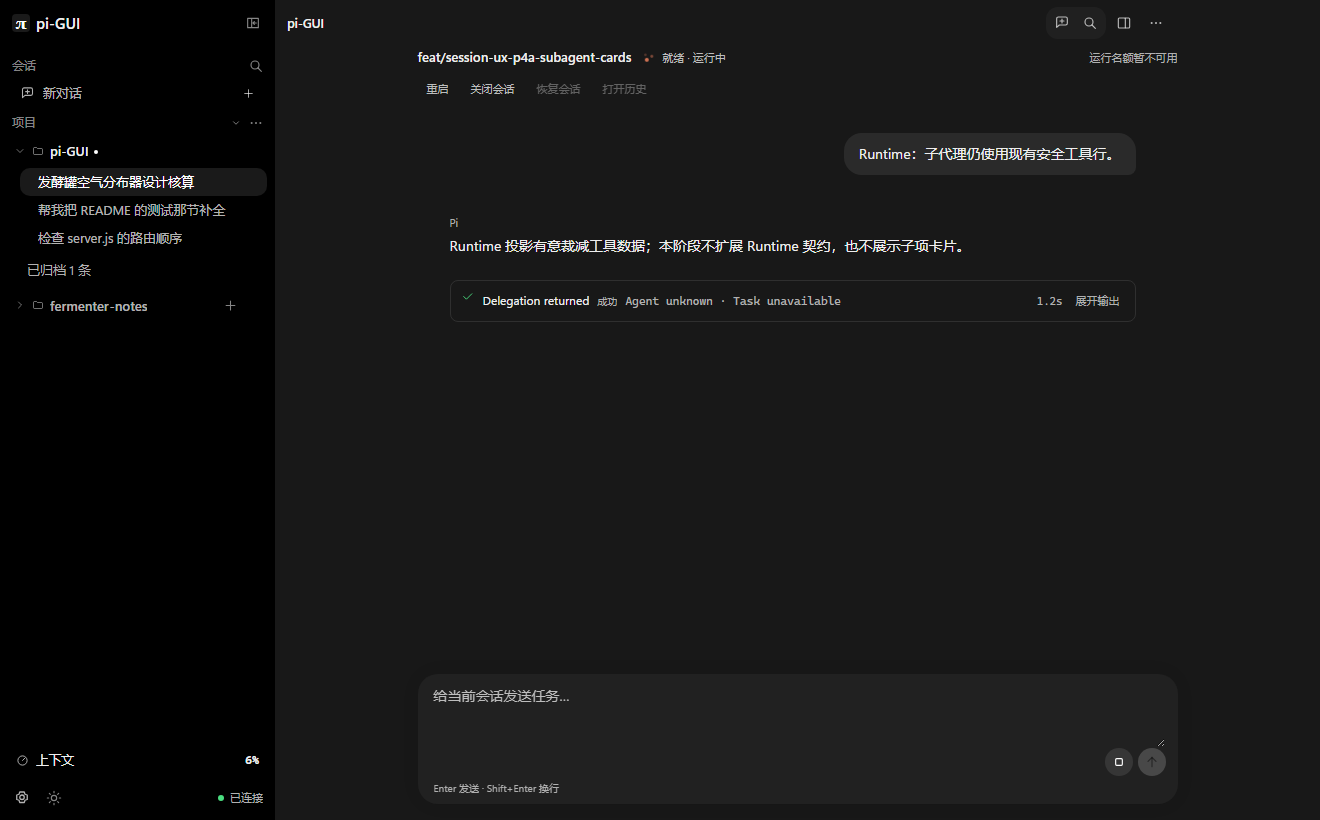 π pi-GUI
会话
新对话
项目
pi-GUI
发酵罐空气分布器设计核算
帮我把 README 的测试那节补全
检查 server.js 的路由顺序
已归档 1 条
fermenter-notes
上下文 6%
已连接
pi-GUI
feat/session-ux-p4a-subagent-cards 就绪 · 运行中 运行名额暂不可用
重启 关闭会话 恢复会话 打开历史
Runtime：子代理仍使用现有安全工具行。
Pi
Runtime 投影有意裁减工具数据；本阶段不扩展 Runtime 契约，也不展示子项卡片。
Delegation returned 成功 Agent unknown · Task unavailable 1.2s 展开输出
给当前会话发送任务...
Enter 发送 · Shift+Enter 换行